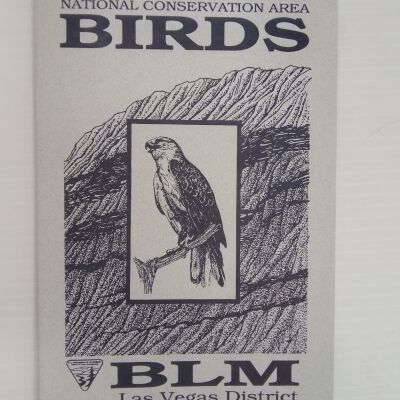 NATIONAL CONSERVATION AREA
BIRDS
BLM
Las Vegas District